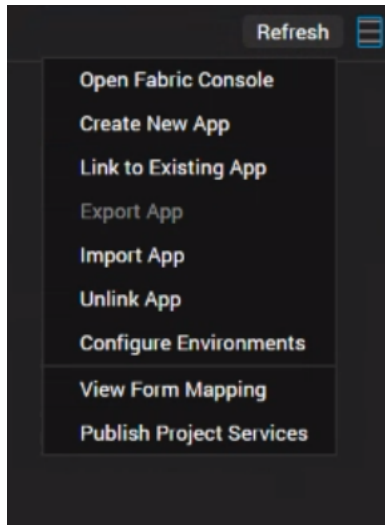 Refresh
Open Fabric Console
Create New App
Link to Existing App
Export App
Import App
Unlink App
Configure Environments
View Form Mapping
Publish Project Services